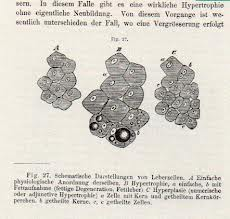 sern. In diesem Falle gibt es eine wirkliche Hypertrophie
ohne eigentliche Neubildung. Von diesem Vorgange ist we-
sentlich unterschieden der Fall, wo eine Vergrösserung erfolgt
Fig. 27.
A
B
C
Fig. 27. Schematische Darstellungen von Leberzellen. A Einfache
physiologische Anordnung derselben. B Hypertrophie, a einfache, b mit
Fettaufnahme (fettige Degeneration, Fettleber) C Hyperplasie (numerische
oder adjunctive Hypertrophie) a Zelle mit Kern und getheiltem Kernkör-
perchen. b getheilte Kerne. c, c getheilte Zellen.